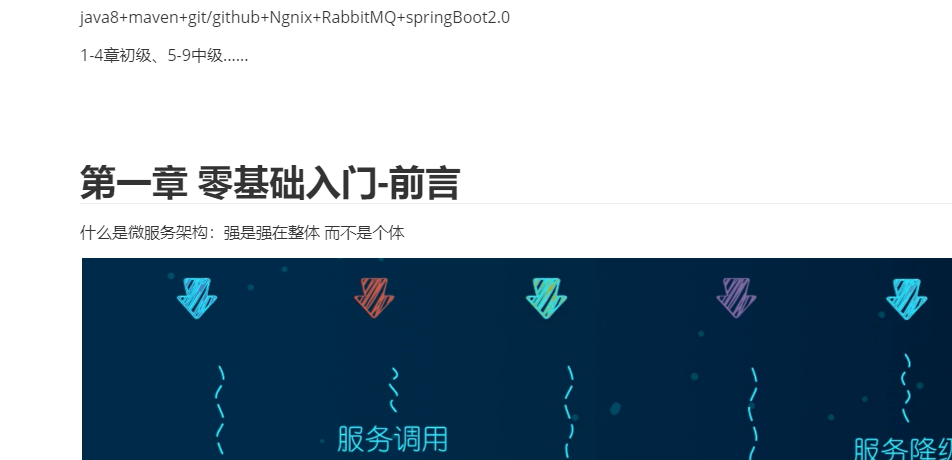 java8+maven+git/github+Ngnix+RabbitMQ+springBoot2.0
1-4章初级、5-9中级......
第一章 零基础入门-前言
什么是微服务架构：强是强在整体 而不是个体
服务调用
服务降级